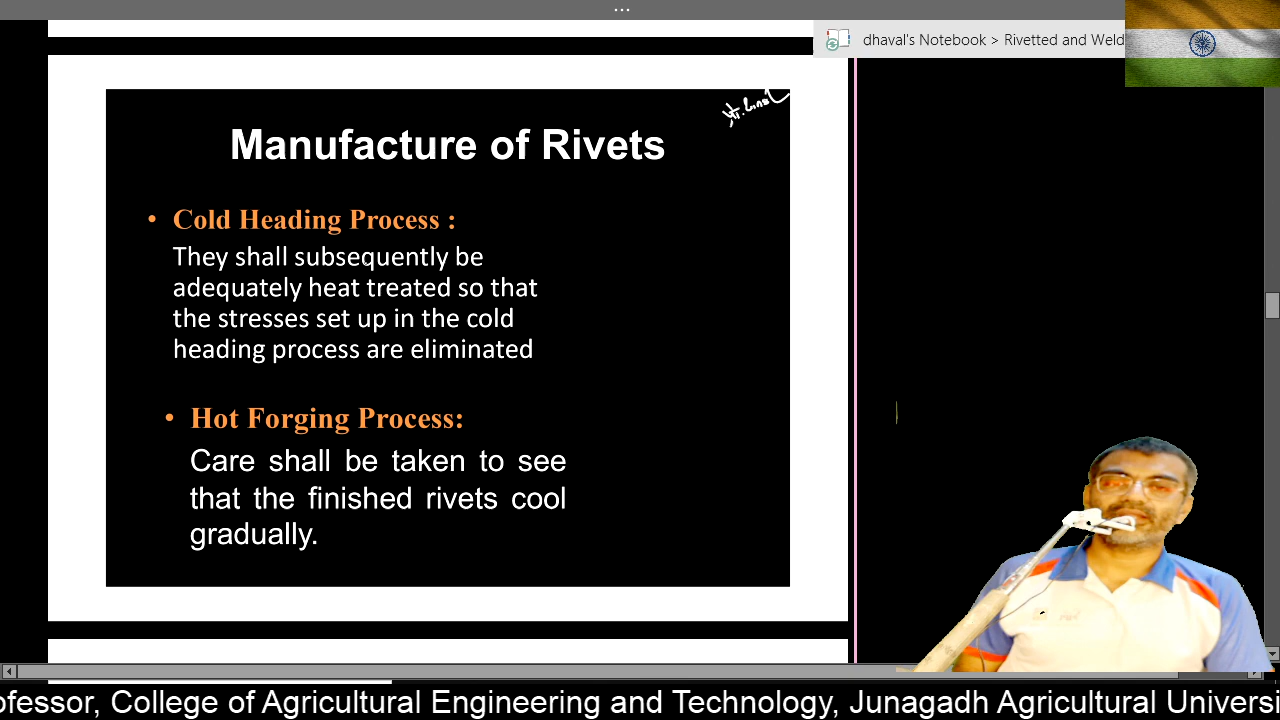 dhaval's Notebook > Rivetted and Weld
Manufacture of Rivets
• Cold Heading Process :
They shall subsequently be
adequately heat treated so that
the stresses set up in the cold
heading process are eliminated
• Hot Forging Process:
Care shall be taken to see
that the finished rivets cool
gradually.
ofessor, College of Agricultural Engineering and Technology, Junagadh Agricultural Universi